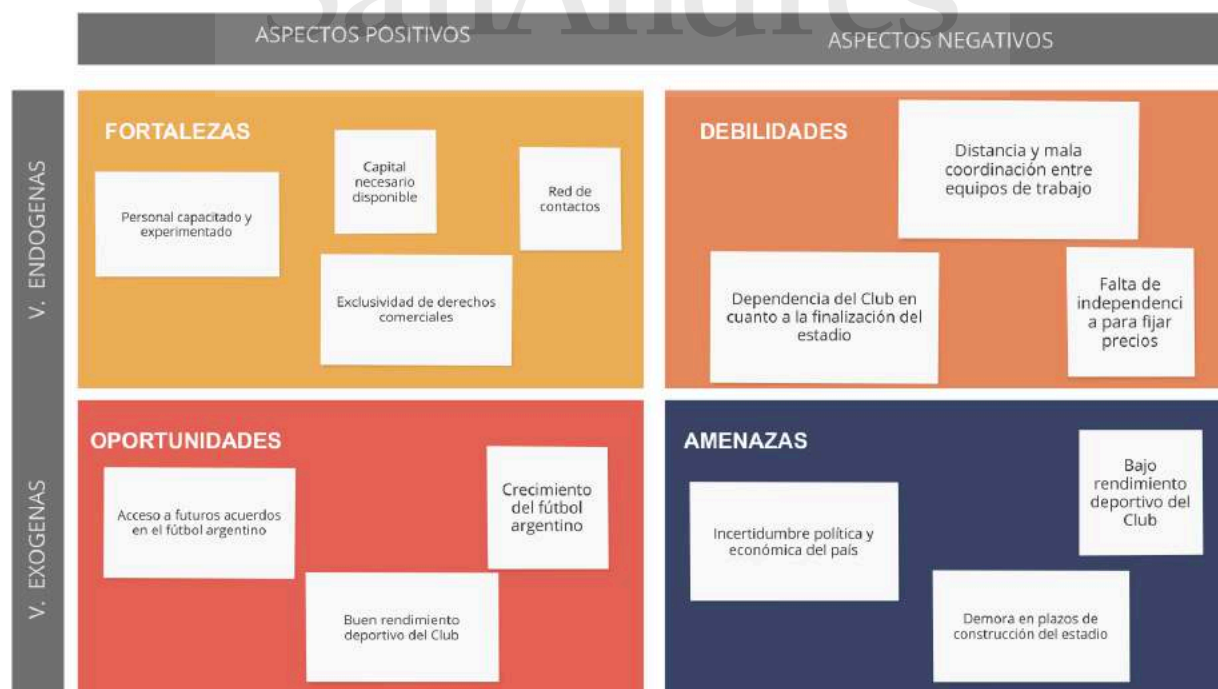 SanAndrés
ASPECTOS POSITIVOS
ASPECTOS NEGATIVOS
V. ENDOGENAS
FORTALEZAS
Personal capacitado y
experimentado
Capital
necesario
disponible
Red de
contactos
Exclusividad de derechos
comerciales
DEBILIDADES
Distancia y mala
coordinación entre
equipos de trabajo
Dependencia del Club en
cuanto a la finalización del
estadio
Falta de
independenci
a para fijar
precios
V. EXOGENAS
OPORTUNIDADES
Acceso a futuros acuerdos
en el fútbol argentino
Crecimiento
del fútbol
argentino
Buen rendimiento
deportivo del Club
AMENAZAS
Incertidumbre política y
económica del país
Bajo
rendimiento
deportivo del
Club
Demora en plazos de
construcción del estadio